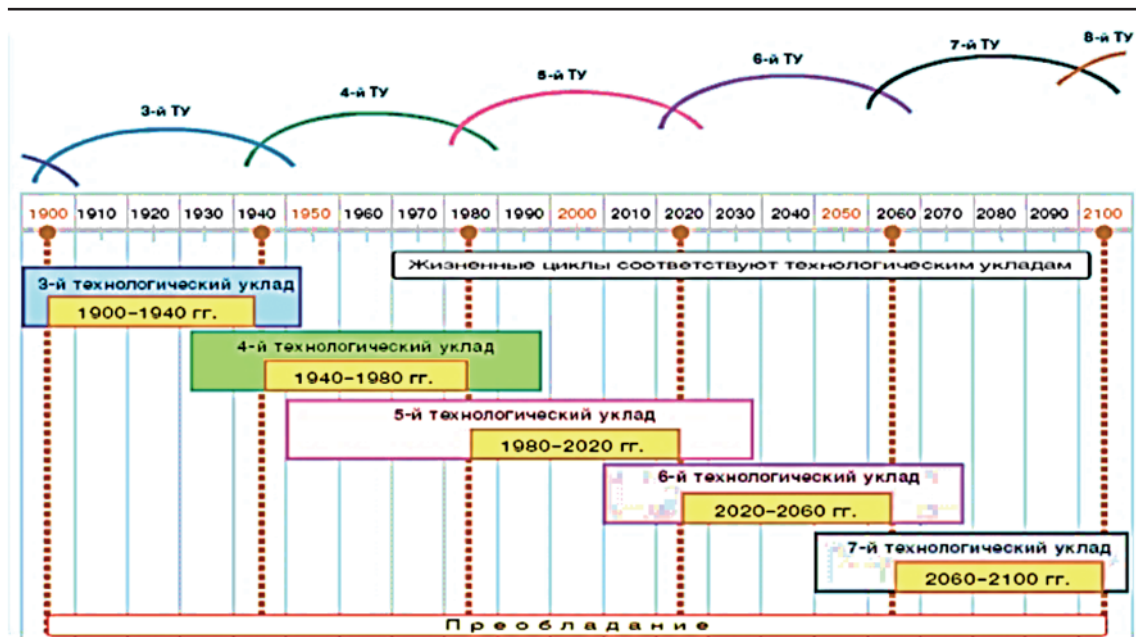 3-й ТУ
4-й ТУ
5-й ТУ
6-й ТУ
7-й ТУ
8-й ТУ
1900 1910 1920 1930 1940 1950 1960 1970 1980 1990 2000 2010 2020 2030 2040 2050 2060 2070 2080 2090 2100
Жизненные циклы соответствуют технологическим укладам
3-й технологический уклад
1900–1940 гг.
4-й технологический уклад
1940–1980 гг.
5-й технологический уклад
1980–2020 гг.
6-й технологический уклад
2020–2060 гг.
7-й технологический уклад
2060–2100 гг.
Преобладание